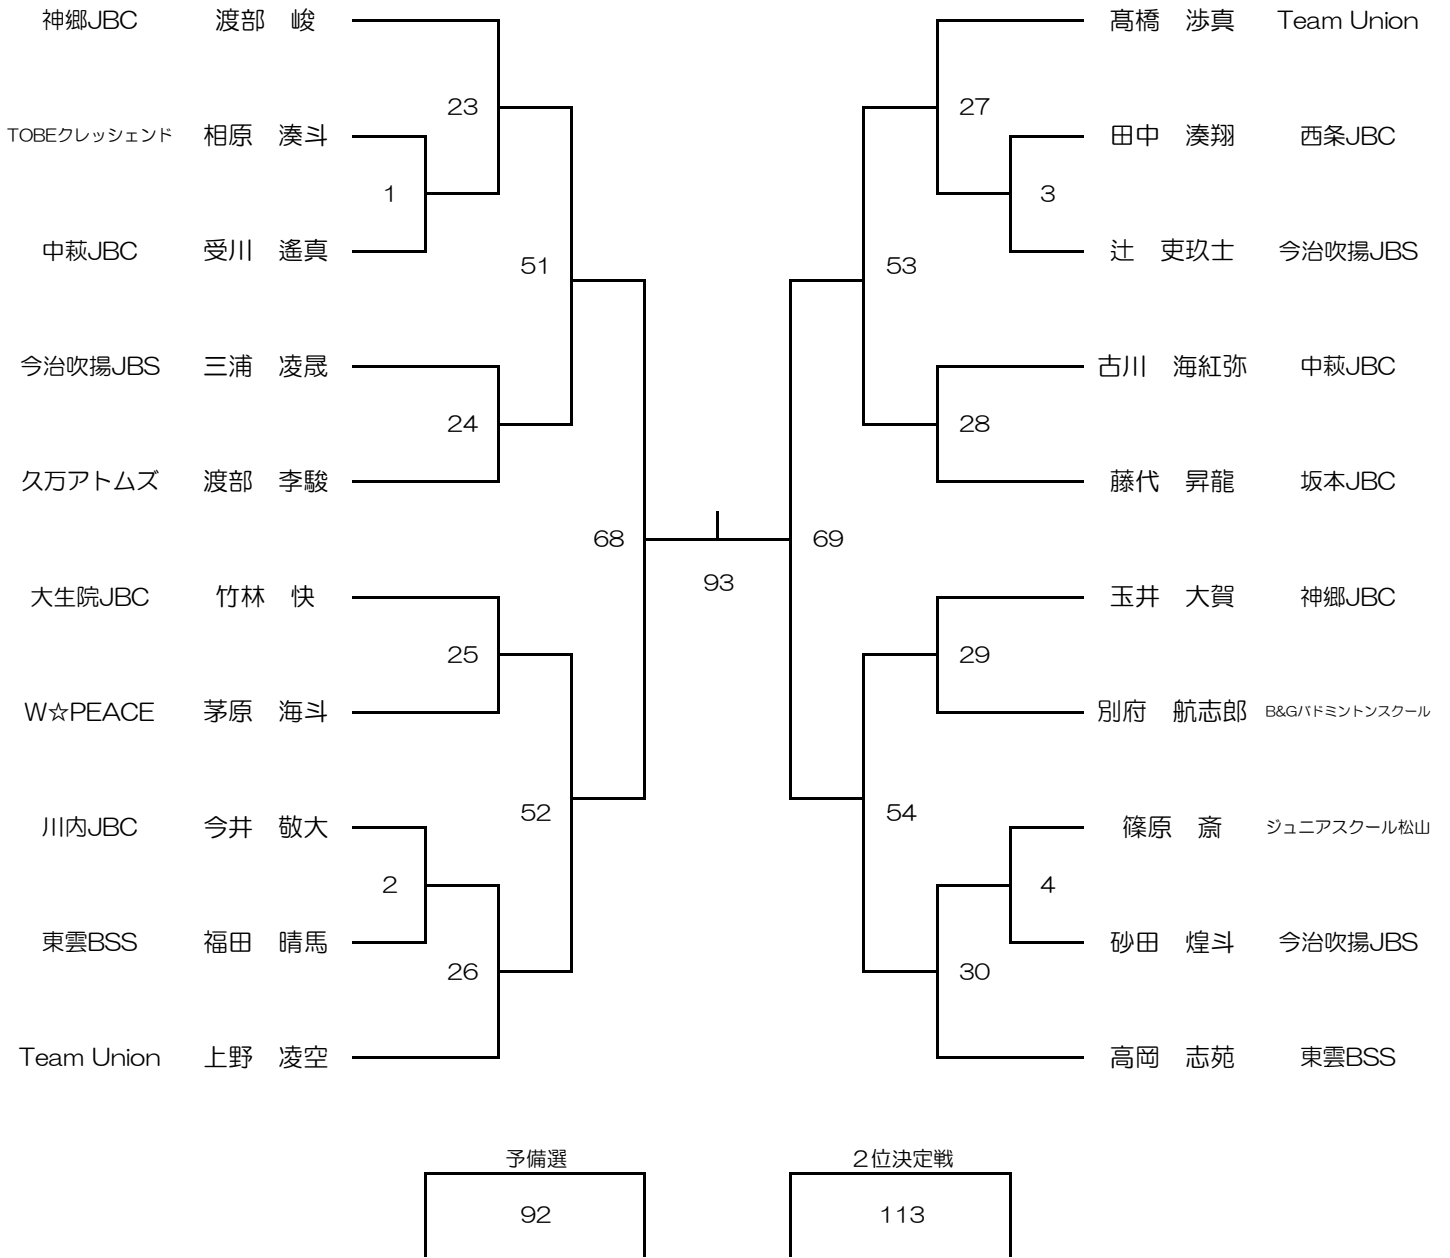 神郷JBC 渡部 峻 髙橋 渉真 Team Union
23 27
TOBEクレッシェンド 相原 湊斗 田中 湊翔 西条JBC
1 3
中萩JBC 受川 遙真 辻 吏玖士 今治吹揚JBS
51 53
今治吹揚JBS 三浦 凌晟 古川 海紅弥 中萩JBC
24 28
久万アトムズ 渡部 李駿 藤代 昇龍 坂本JBC
68 69
93
大生院JBC 竹林 快 玉井 大賀 神郷JBC
25 29
W☆PEACE 茅原 海斗 別府 航志郎 B&Gバドミントンスクール
52 54
川内JBC 今井 敬大 篠原 斎 ジュニアスクール松山
2 4
東雲BSS 福田 晴馬 砂田 煌斗 今治吹揚JBS
26 30
Team Union 上野 凌空 高岡 志苑 東雲BSS
予備選 2位決定戦
92 113